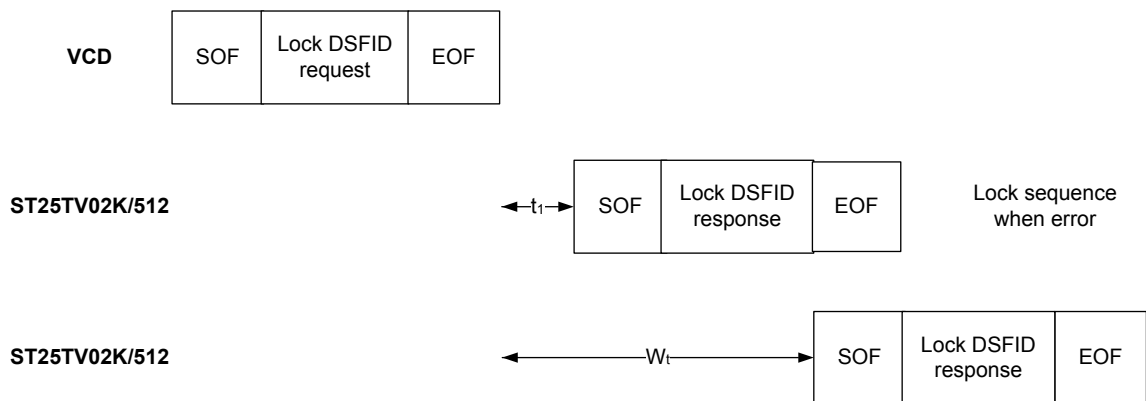 VCD
SOF
Lock DSFID
request
EOF
ST25TV02K/512
t1
SOF
Lock DSFID
response
EOF
Lock sequence
when error
ST25TV02K/512
Wt
SOF
Lock DSFID
response
EOF